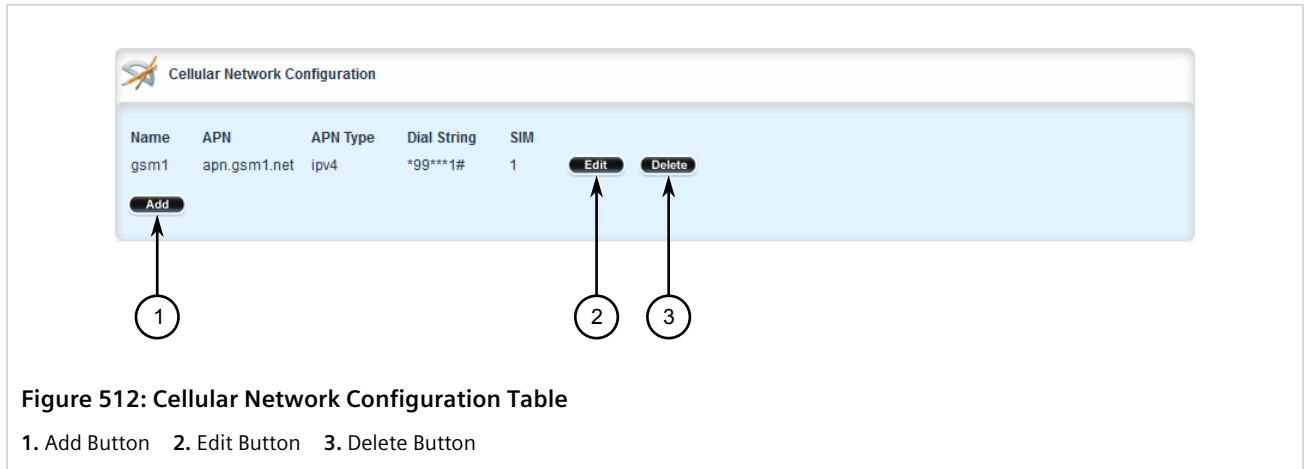 Cellular Network Configuration
Name APN APN Type Dial String SIM
gsm1 apn.gsm1.net ipv4 *99***1# 1 Edit Delete
Add
1 2 3
Figure 512: Cellular Network Configuration Table
1. Add Button 2. Edit Button 3. Delete Button